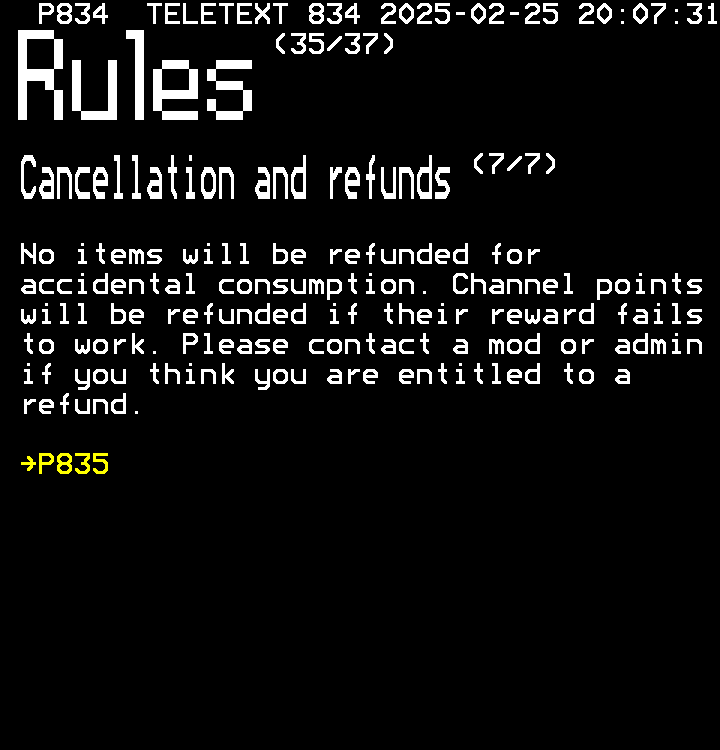 P834  TELETEXT 834 2025-02-25 20:07:31
Rules (35/37)
Cancellation and refunds (7/7)
No items will be refunded for
accidental consumption. Channel points
will be refunded if their reward fails
to work. Please contact a mod or admin
if you think you are entitled to a
refund.
→P835